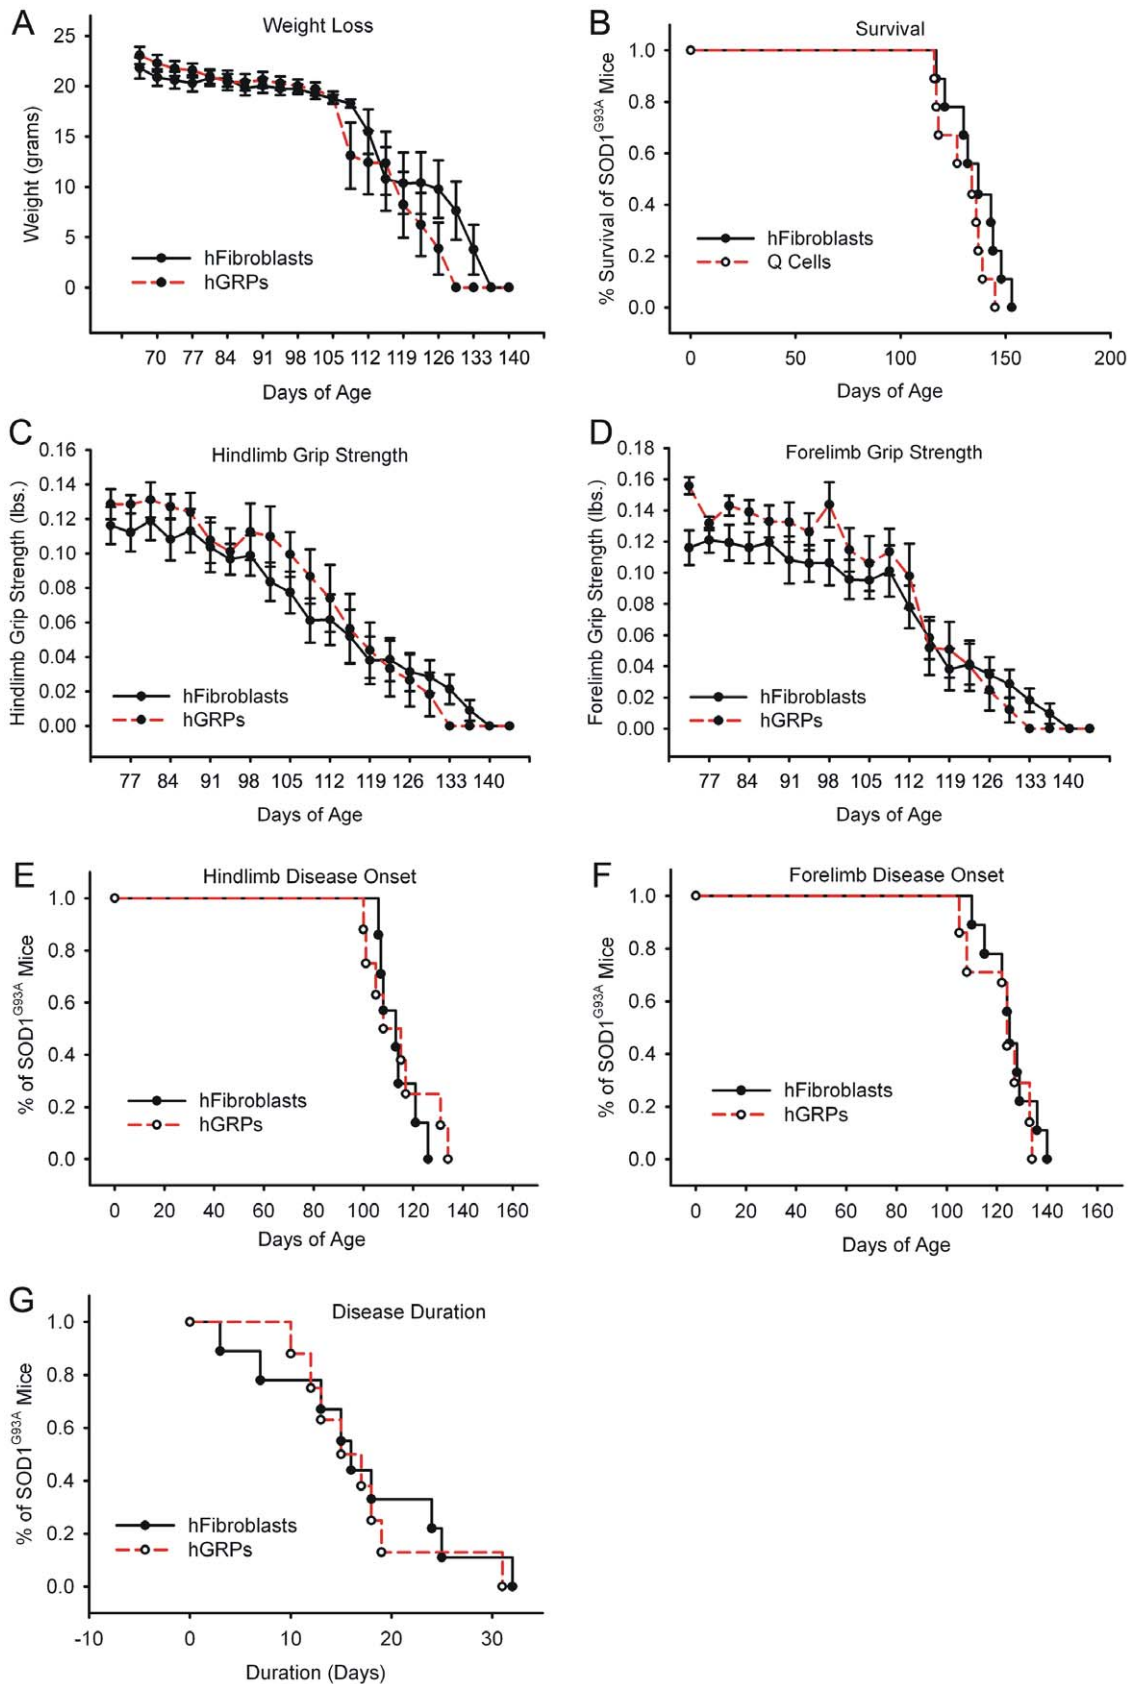 A
Weight Loss
25
20
15
10
5
0
Weight (grams)
hFibroblasts
hGRPs
70 77 84 91 98 105 112 119 126 133 140
Days of Age
B
Survival
1.0
0.8
0.6
0.4
0.2
0.0
% Survival of SOD1G93A Mice
hFibroblasts
Q Cells
0 50 100 150 200
Days of Age
C
Hindlimb Grip Strength
0.16
0.14
0.12
0.10
0.08
0.06
0.04
0.02
0.00
Hindlimb Grip Strength (lbs.)
hFibroblasts
hGRPs
77 84 91 98 105 112 119 126 133 140
Days of Age
D
Forelimb Grip Strength
0.18
0.16
0.14
0.12
0.10
0.08
0.06
0.04
0.02
0.00
Forelimb Grip Strength (lbs.)
hFibroblasts
hGRPs
77 84 91 98 105 112 119 126 133 140
Days of Age
E
Hindlimb Disease Onset
1.0
0.8
0.6
0.4
0.2
0.0
% of SOD1G93A Mice
hFibroblasts
hGRPs
0 20 40 60 80 100 120 140 160
Days of Age
F
Forelimb Disease Onset
1.0
0.8
0.6
0.4
0.2
0.0
% of SOD1G93A Mice
hFibroblasts
hGRPs
0 20 40 60 80 100 120 140 160
Days of Age
G
Disease Duration
1.0
0.8
0.6
0.4
0.2
0.0
% of SOD1G93A Mice
hFibroblasts
hGRPs
-10 0 10 20 30
Duration (Days)